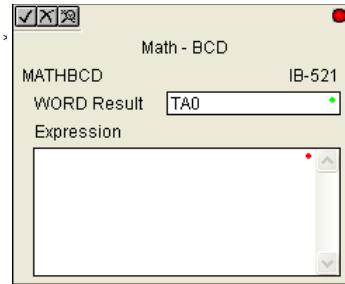 Math - BCD
MATHBCD IB-521
WORD Result TA0
Expression